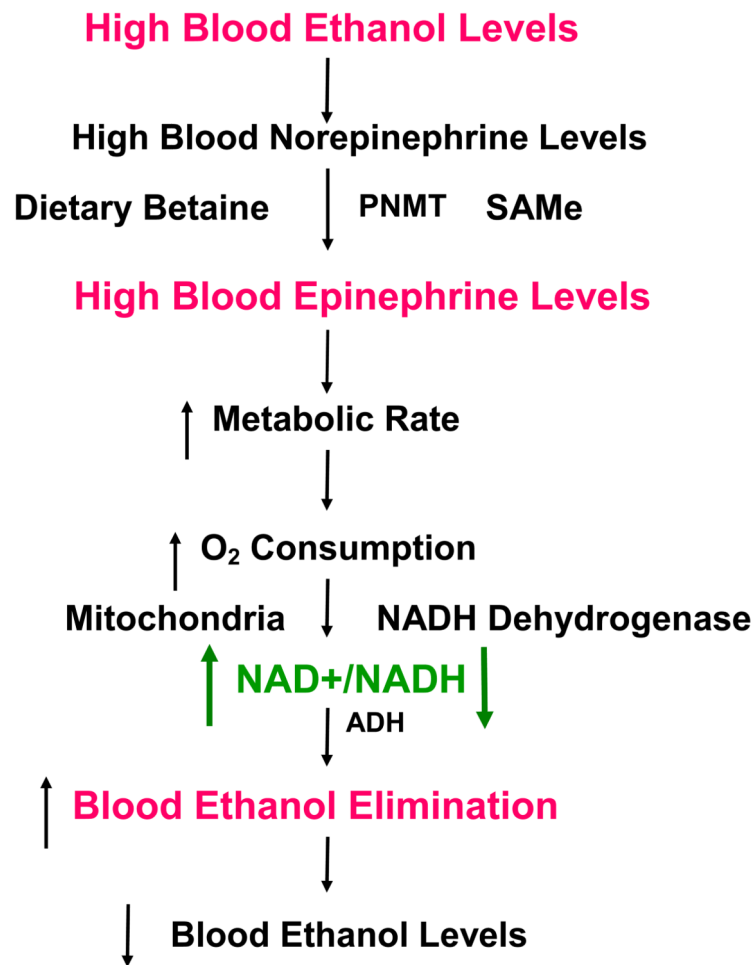 High Blood Ethanol Levels
High Blood Norepinephrine Levels
Dietary Betaine PNMT SAMe
High Blood Epinephrine Levels
Metabolic Rate
O₂ Consumption
Mitochondria NADH Dehydrogenase
NAD+/NADH
ADH
Blood Ethanol Elimination
Blood Ethanol Levels